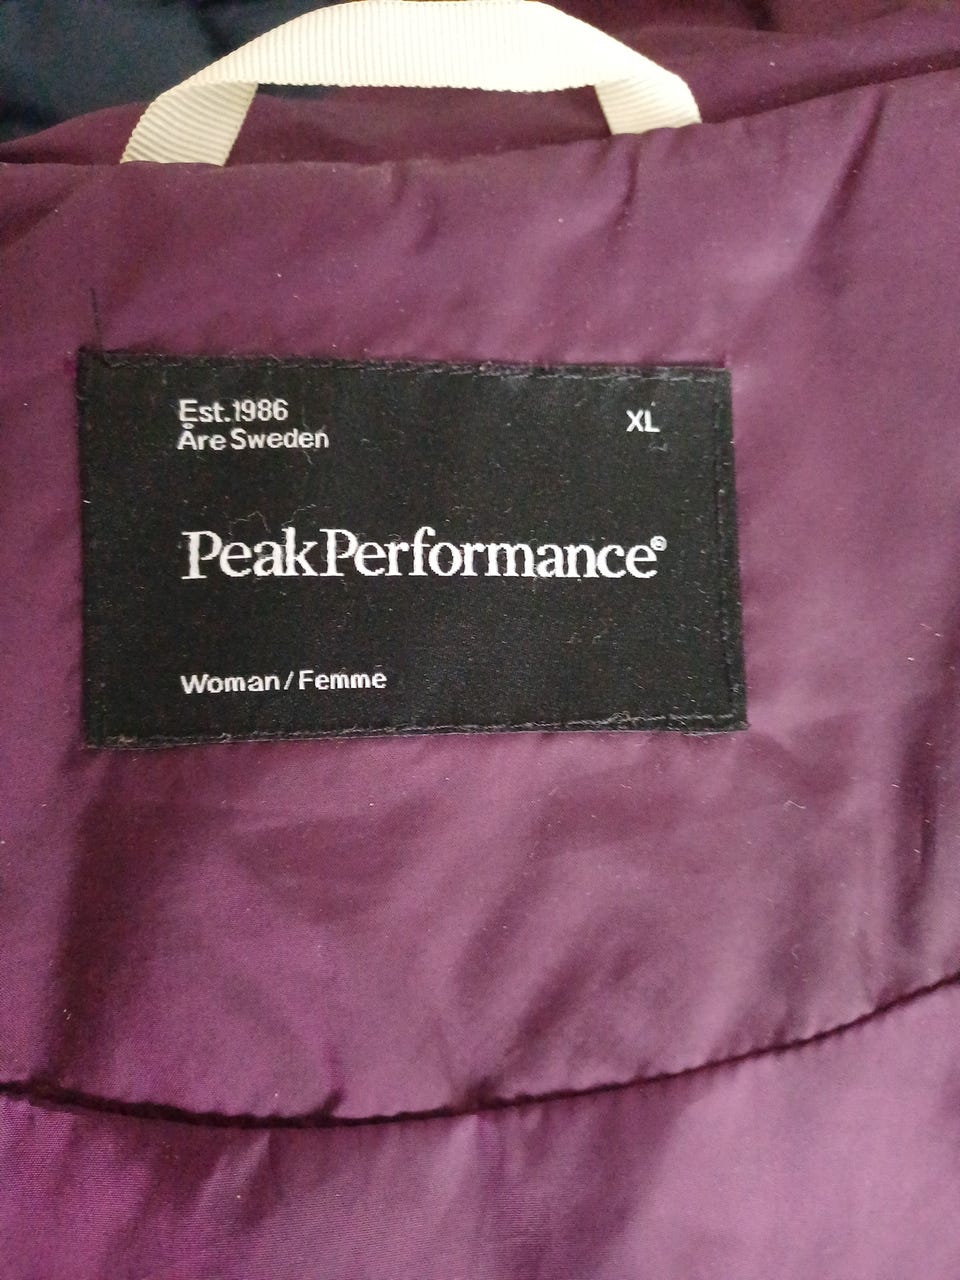 Est.1986
Åre Sweden
XL
PeakPerformance®
Woman/Femme